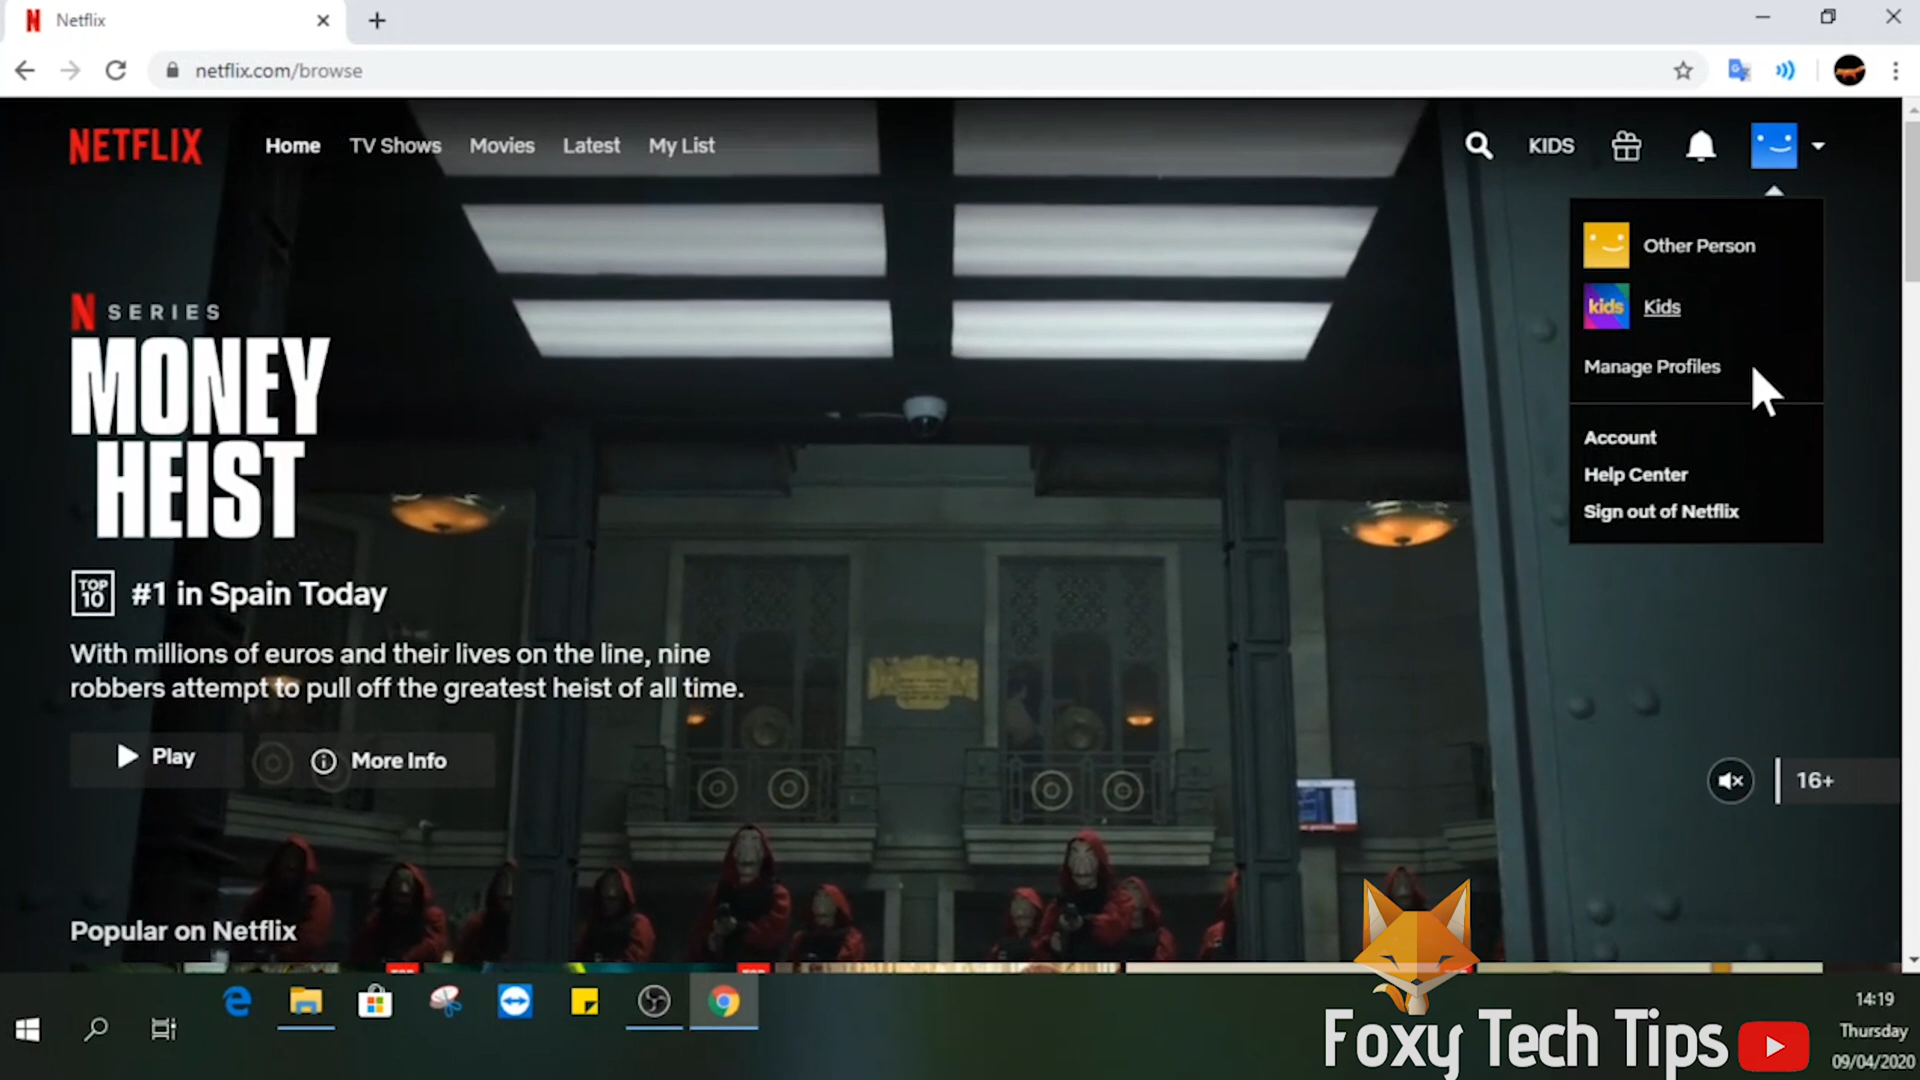 Netflix
netflix.com/browse
NETFLIX
Home
TV Shows
Movies
Latest
My List
KIDS
Other Person
kids
Kids
Manage Profiles
Account
Help Center
Sign out of Netflix
N SERIES
MONEY
HEIST
TOP
10
#1 in Spain Today
With millions of euros and their lives on the line, nine
robbers attempt to pull off the greatest heist of all time.
Play
More Info
16+
Popular on Netflix
14:19
Thursday
09/04/2020
Foxy Tech Tips